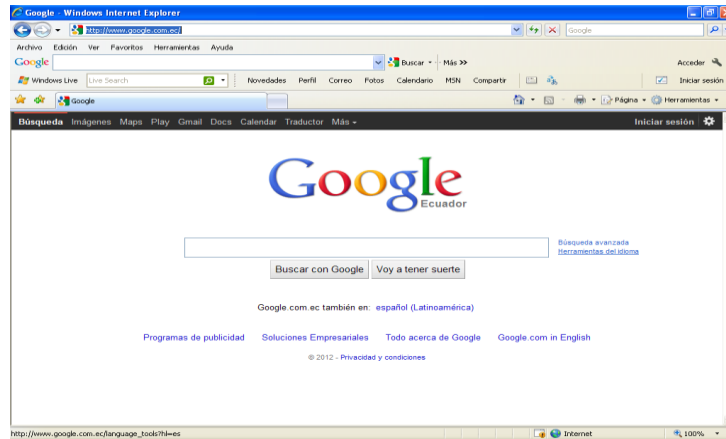 Google - Windows Internet Explorer
http://www.google.com.ec/
Google
Archivo Edición Ver Favoritos Herramientas Ayuda
Google Buscar Más >> Acceder
Windows Live Live Search Novedades Perfil Correo Fotos Calendario MSN Compartir Iniciar sesión
Google Página Herramientas
Búsqueda Imágenes Maps Play Gmail Docs Calendar Traductor Más Iniciar sesión
Google
Ecuador
Búsqueda avanzada
Herramientas del idioma
Buscar con Google Voy a tener suerte
Google.com.ec también en: español (Latinoamérica)
Programas de publicidad Soluciones Empresariales Todo acerca de Google Google.com in English
© 2012 - Privacidad y condiciones
http://www.google.com.ec/language_tools?hl=es Internet 100%